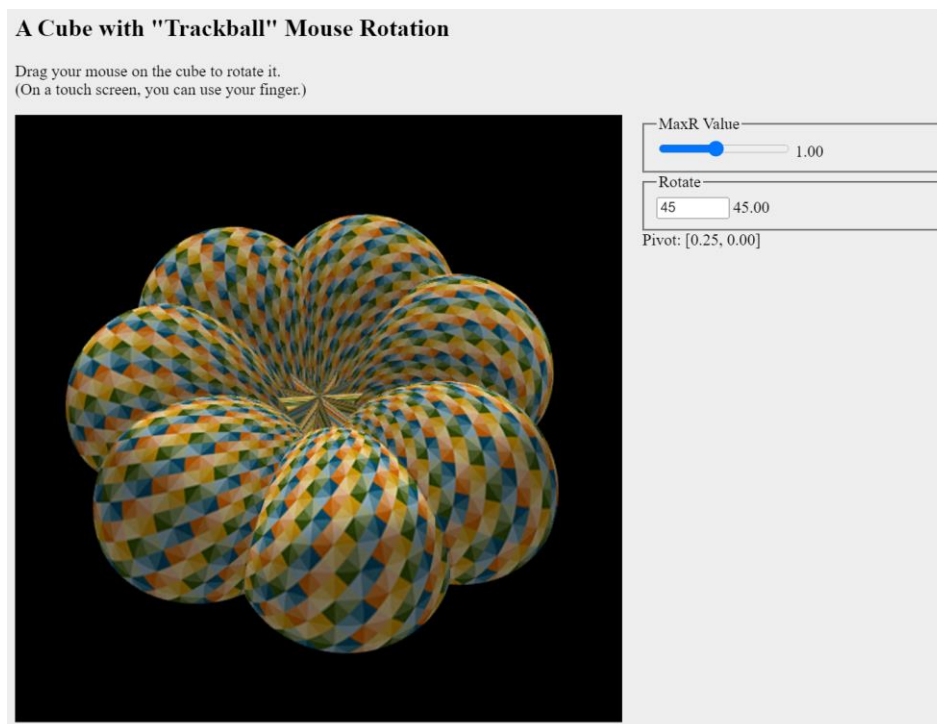 A Cube with "Trackball" Mouse Rotation
Drag your mouse on the cube to rotate it.
(On a touch screen, you can use your finger.)
MaxR Value
1.00
Rotate
45 45.00
Pivot: [0.25, 0.00]